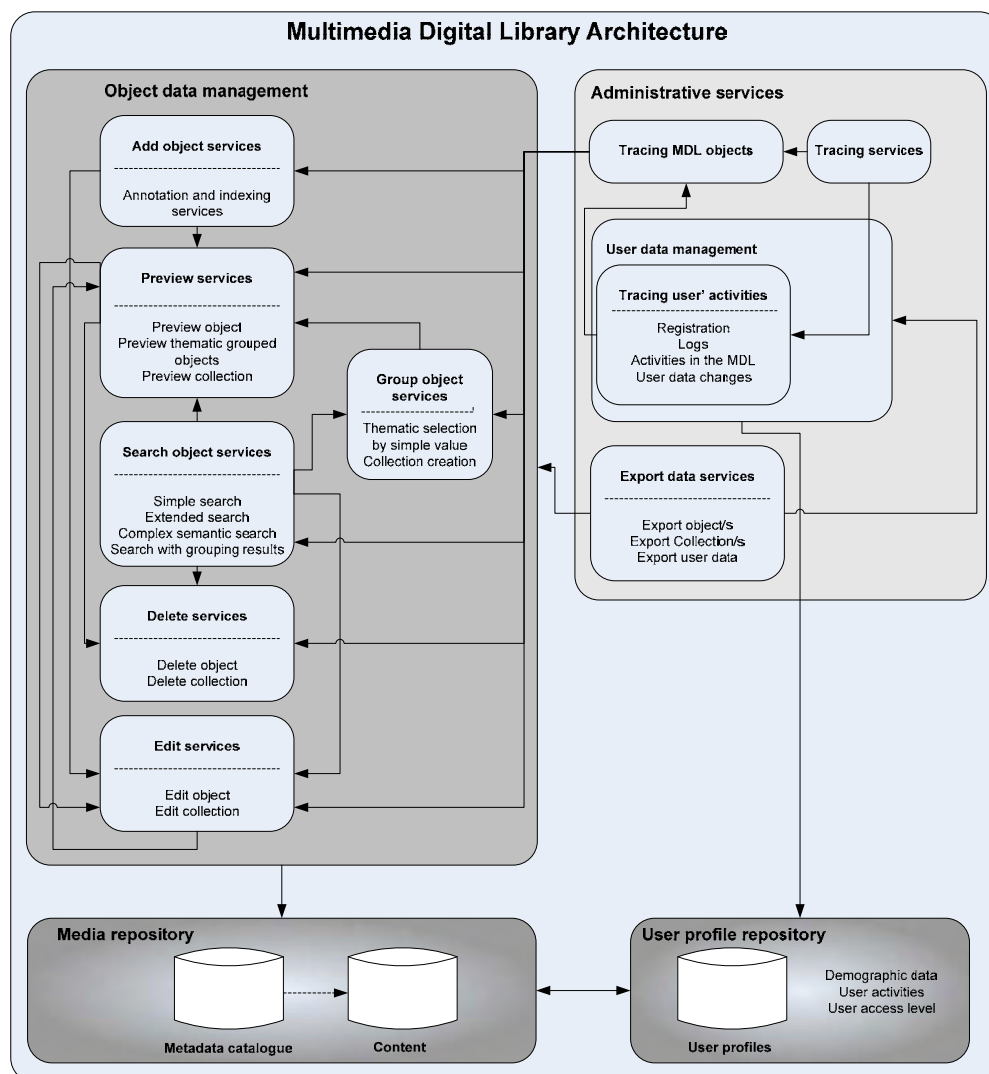 Multimedia Digital Library Architecture
Object data management
Add object services
Annotation and indexing
services
Preview services
Preview object
Preview thematic grouped
objects
Preview collection
Group object
services
Thematic selection
by simple value
Collection creation
Search object services
Simple search
Extended search
Complex semantic search
Search with grouping results
Delete services
Delete object
Delete collection
Edit services
Edit object
Edit collection
Administrative services
Tracing MDL objects
Tracing services
User data management
Tracing user' activities
Registration
Logs
Activities in the MDL
User data changes
Export data services
Export object/s
Export Collection/s
Export user data
Media repository
Metadata catalogue
Content
User profile repository
Demographic data
User activities
User access level
User profiles